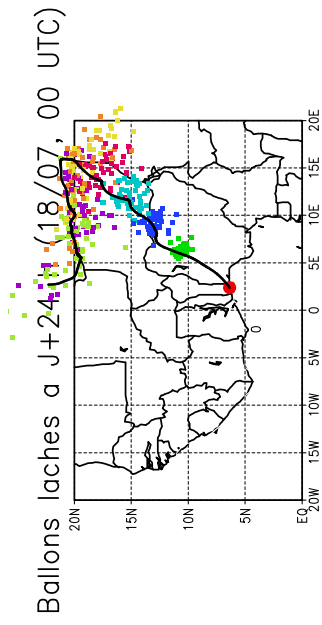 Ballons laches a J+24 (18/07, 00 UTC)
20N
15N
10N
5N
EQ
20W
15W
10W
5W
0
5E
10E
15E
20E
0